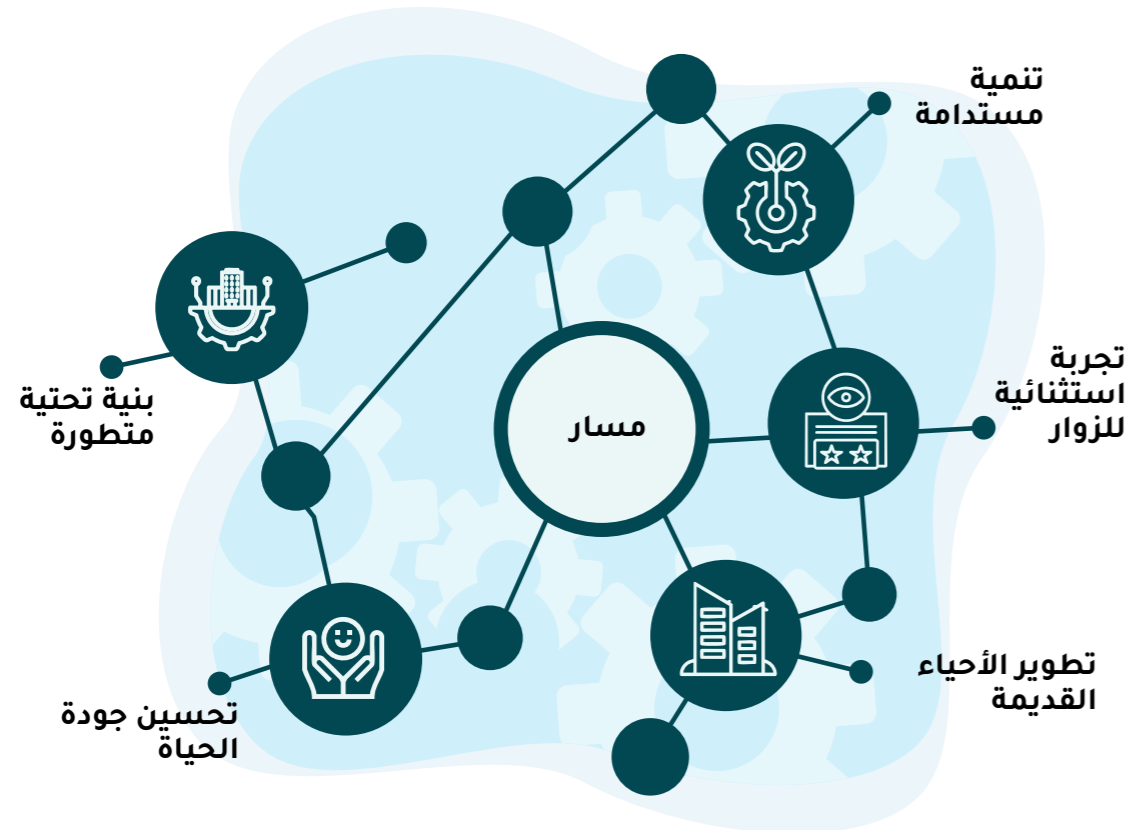 تنمية
مستدامة
تجربة
استثنائية
للزوار
مسار
بنية تحتية
متطورة
تطوير الأحياء
القديمة
تحسين جودة
الحياة